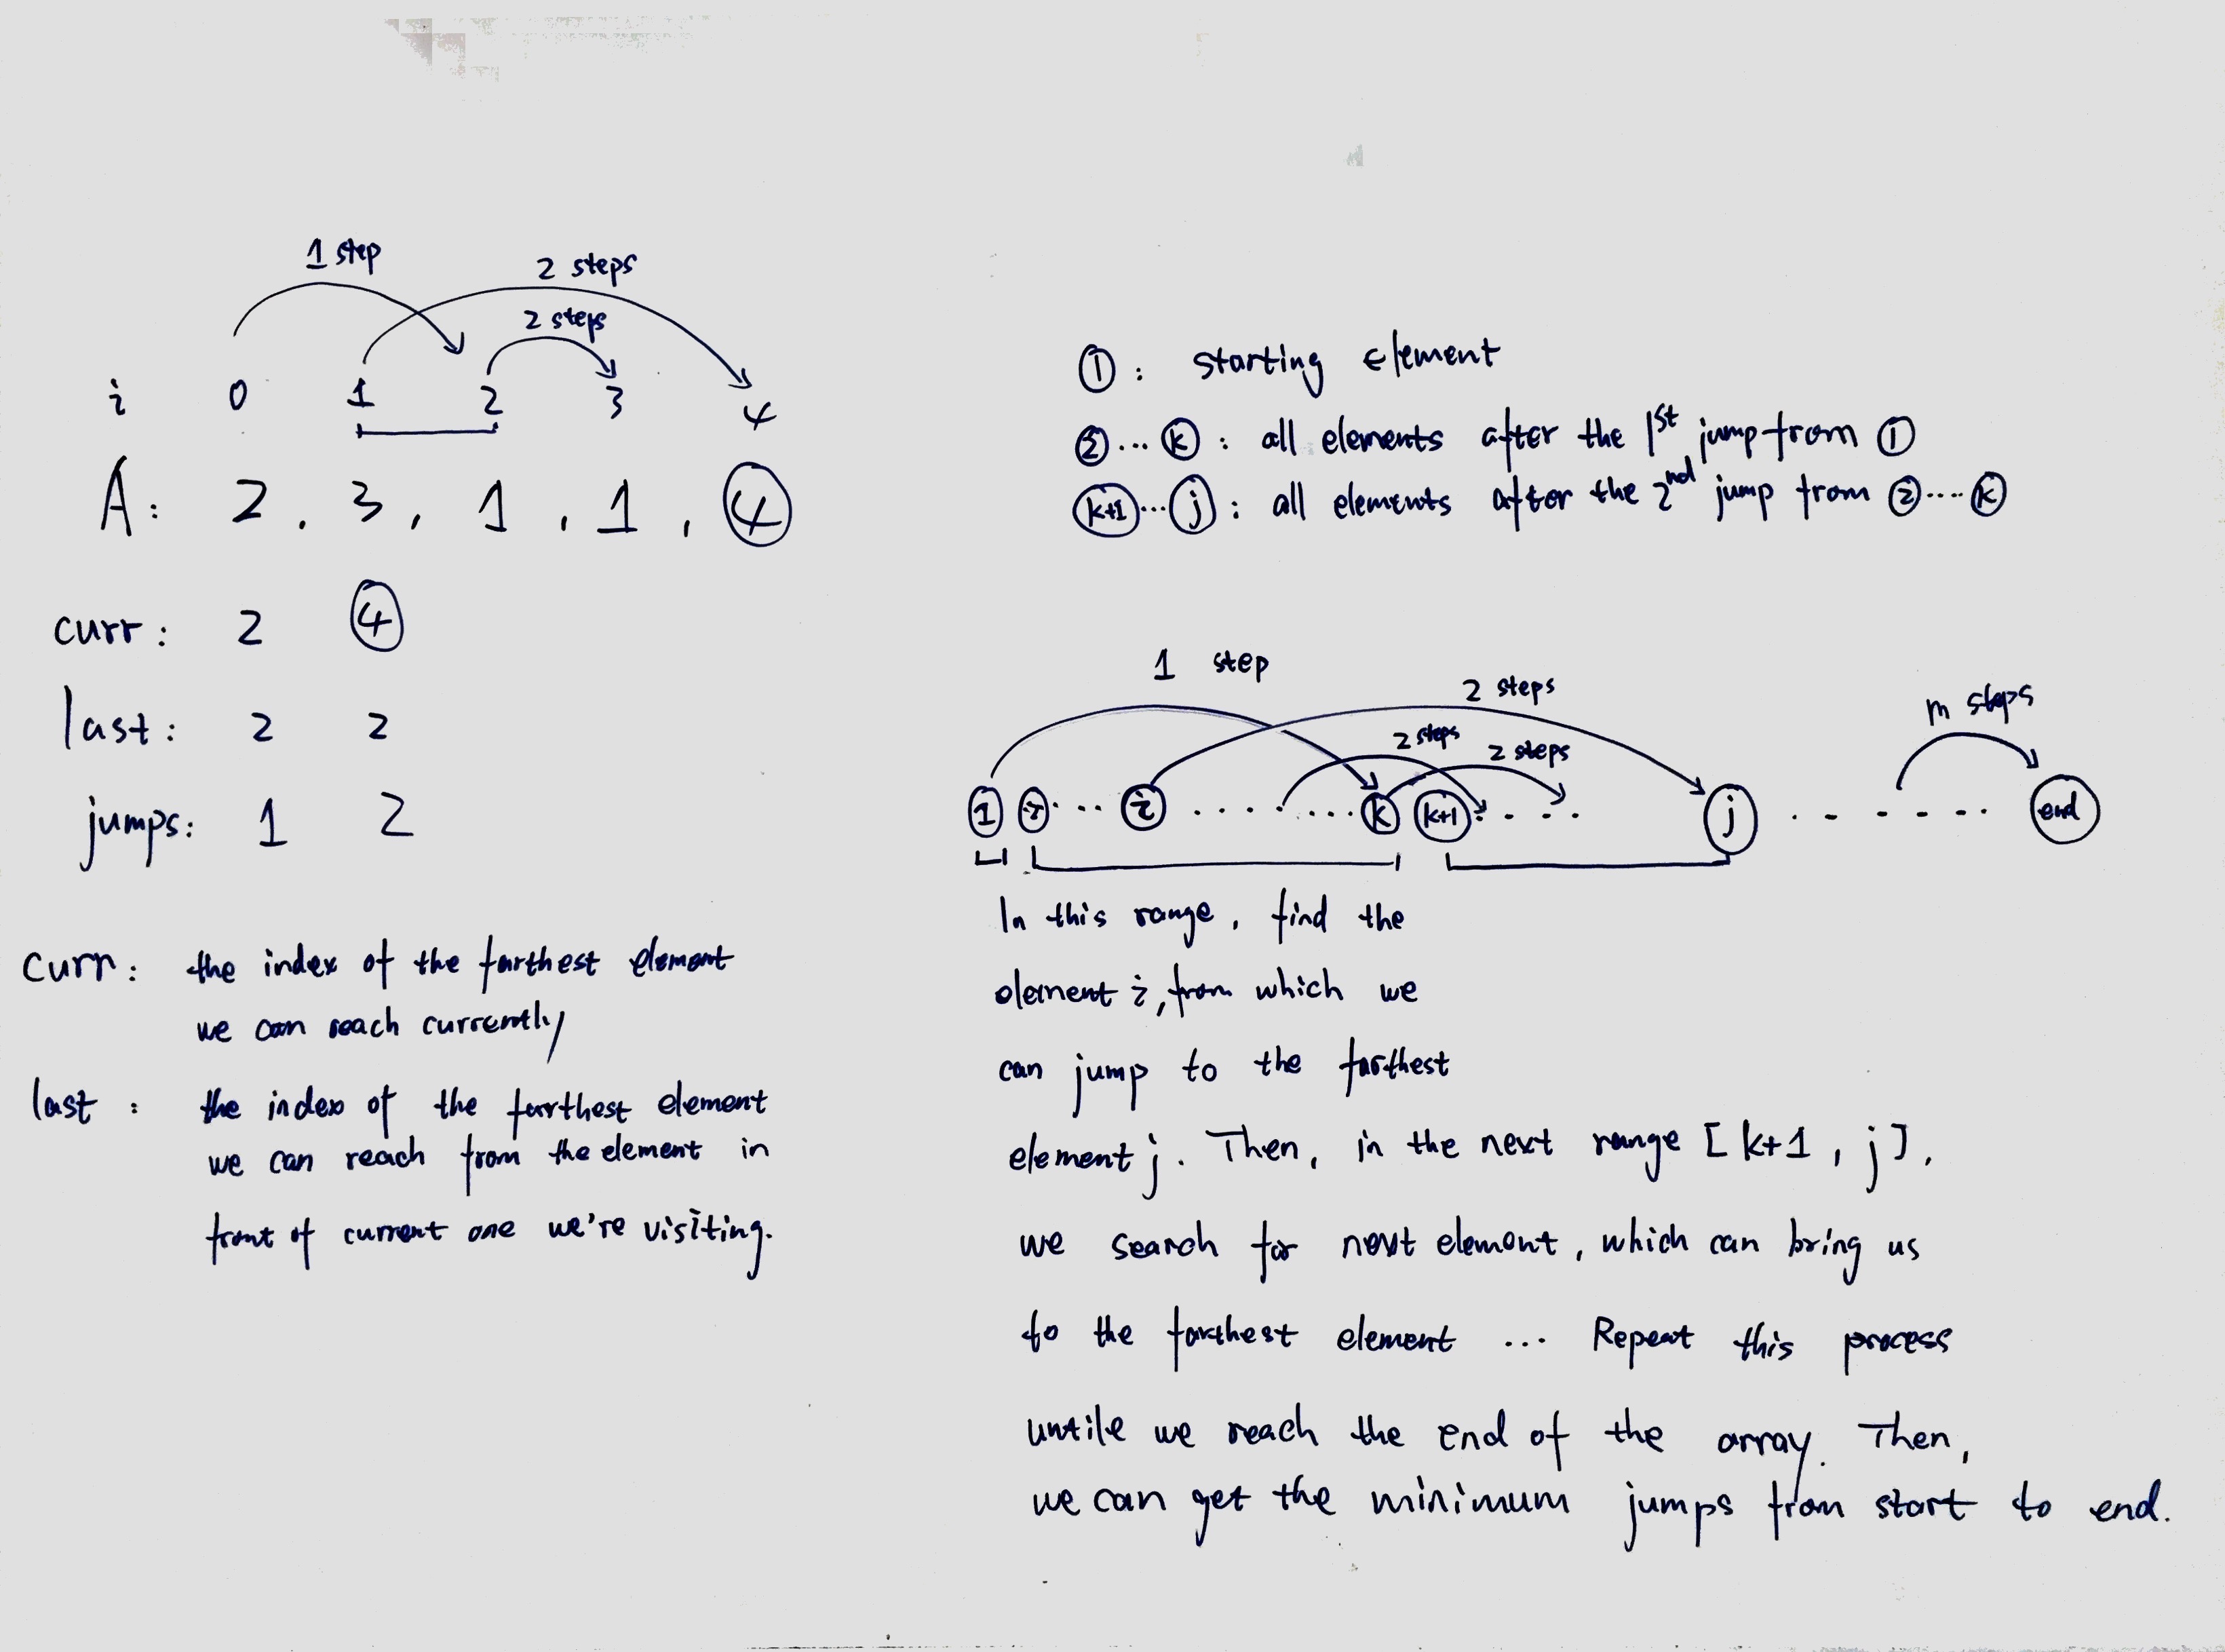 1 step
2 steps
2 steps
i 0 1 2 3 4
A: 2, 3, 1, 1, 4
curr: 2 4
last: 2 2
jumps: 1 2
curr: the index of the farthest element
we can reach currently
last: the index of the farthest element
we can reach from the element in
front of current one we're visiting.
①: starting element
②...ⓚ: all elements after the 1st jump from ①
k+1...j: all elements after the 2nd jump from ②....ⓚ
1 step
2 steps
2 steps
2 steps
m steps
1 2 ... i ........... k k+1 .... j ...... end
In this range, find the
element i, from which we
can jump to the farthest
element j. Then, in the next range [k+1, j],
we search for next element, which can bring us
to the farthest element ... Repeat this process
untile we reach the end of the array. Then,
we can get the minimum jumps from start to end.